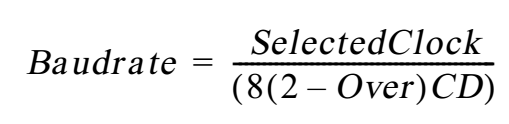 Baudrate = SelectedClock / (8(2 – Over)CD)